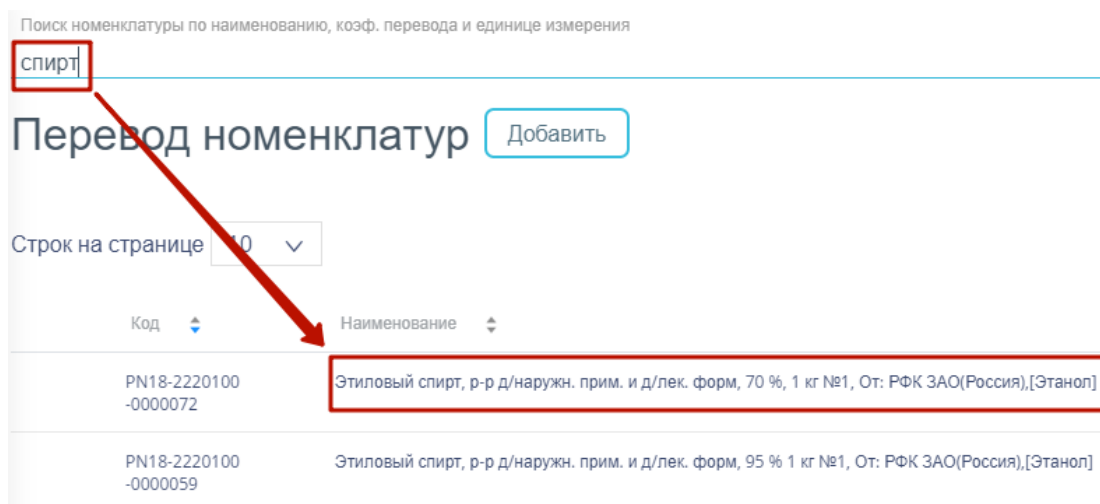 Поиск номенклатуры по наименованию, коэф. перевода и единице измерения
спирт
Перевод номенклатур Добавить
Строк на странице 10
Код Наименование
PN18-2220100 Этиловый спирт, р-р д/наружн. прим. и д/лек. форм, 70 %, 1 кг №1, От: РФК ЗАО(Россия),[Этанол]
-0000072
PN18-2220100 Этиловый спирт, р-р д/наружн. прим. и д/лек. форм, 95 % 1 кг №1, От: РФК ЗАО(Россия),[Этанол]
-0000059